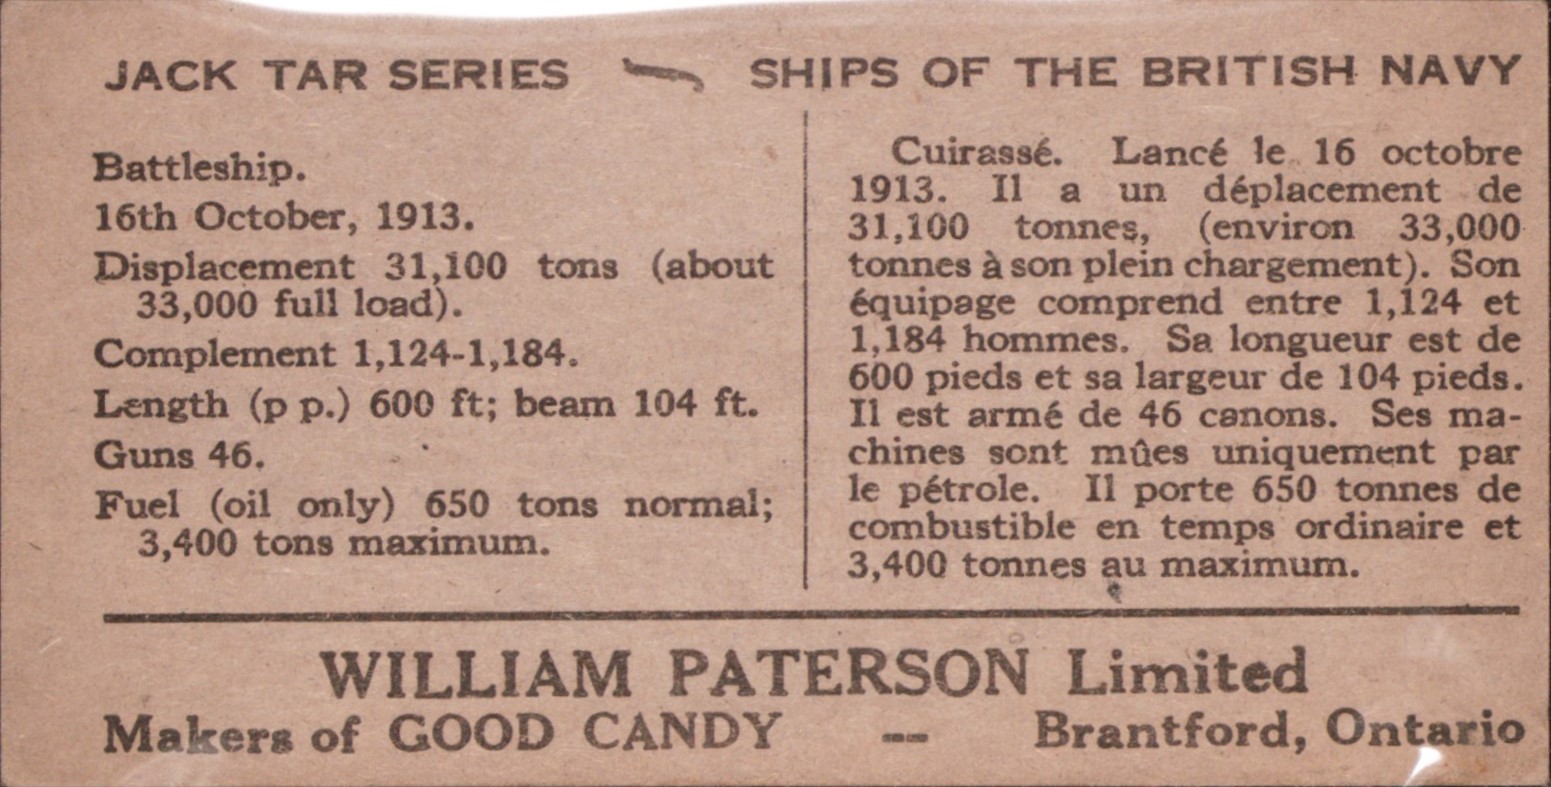 JACK TAR SERIES SHIPS OF THE BRITISH NAVY
Battleship.
16th October, 1913.
Displacement 31,100 tons (about
33,000 full load).
Complement 1,124-1,184.
Length (p p.) 600 ft; beam 104 ft.
Guns 46.
Fuel (oil only) 650 tons normal;
3,400 tons maximum.
Cuirassé. Lancé le 16 octobre
1913. Il a un déplacement de
31,100 tonnes, (environ 33,000
tonnes à son plein chargement). Son
équipage comprend entre 1,124 et
1,184 hommes. Sa longueur est de
600 pieds et sa largeur de 104 pieds.
Il est armé de 46 canons. Ses ma-
chines sont mûes uniquement par
le pétrole. Il porte 650 tonnes de
combustible en temps ordinaire et
3,400 tonnes au maximum.
WILLIAM PATERSON Limited
Makers of GOOD CANDY -- Brantford, Ontario